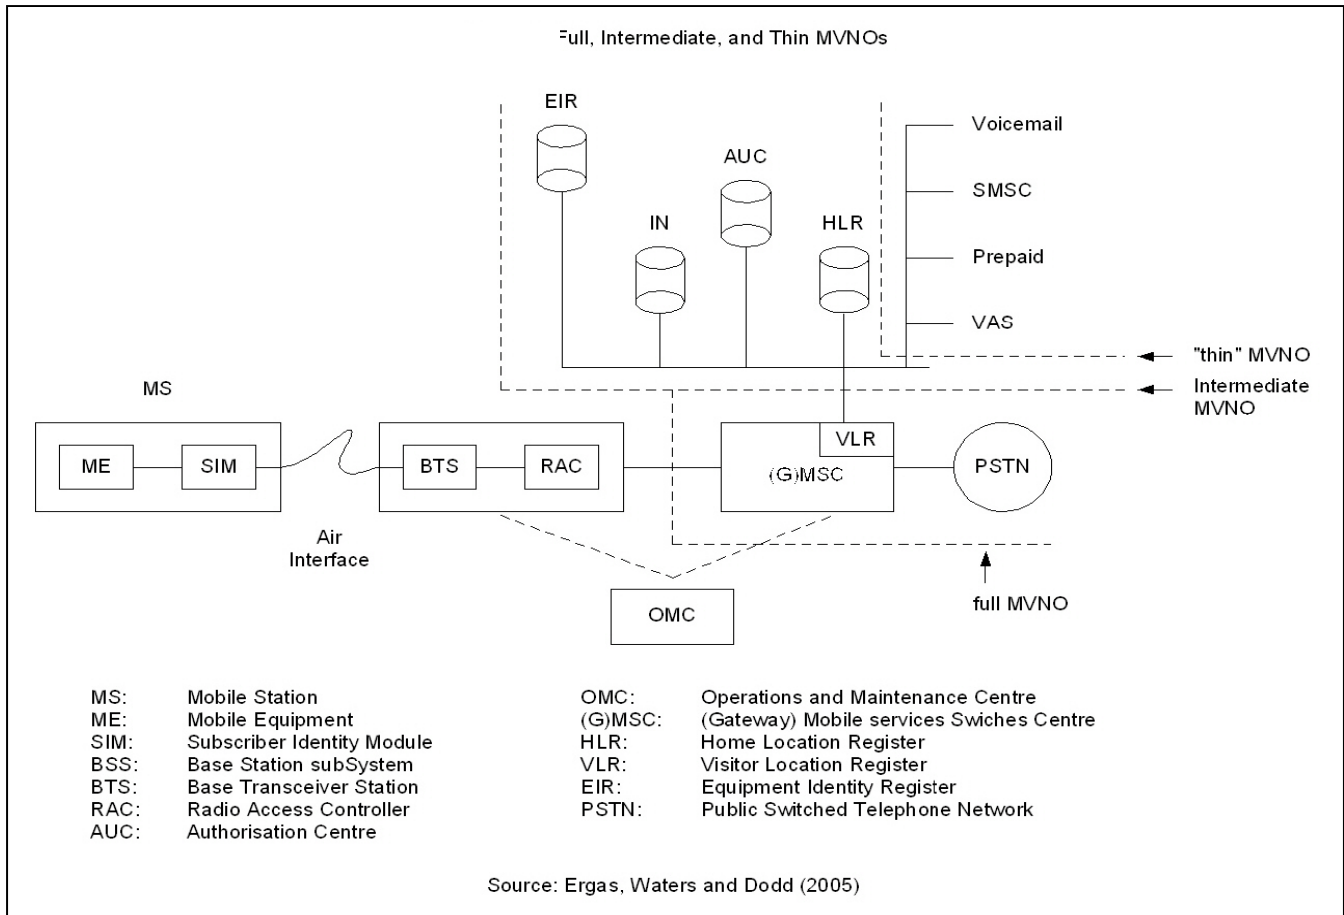 Full, Intermediate, and Thin MVNOs
EIR
Voicemail
AUC
SMSC
IN
HLR
Prepaid
VAS
"thin" MVNO
Intermediate
MVNO
MS
VLR
ME
SIM
BTS
RAC
(G)MSC
PSTN
Air
Interface
full MVNO
OMC
MS: Mobile Station
ME: Mobile Equipment
SIM: Subscriber Identity Module
BSS: Base Station subSystem
BTS: Base Transceiver Station
RAC: Radio Access Controller
AUC: Authorisation Centre
OMC: Operations and Maintenance Centre
(G)MSC: (Gateway) Mobile services Swiches Centre
HLR: Home Location Register
VLR: Visitor Location Register
EIR: Equipment Identity Register
PSTN: Public Switched Telephone Network
Source: Ergas, Waters and Dodd (2005)